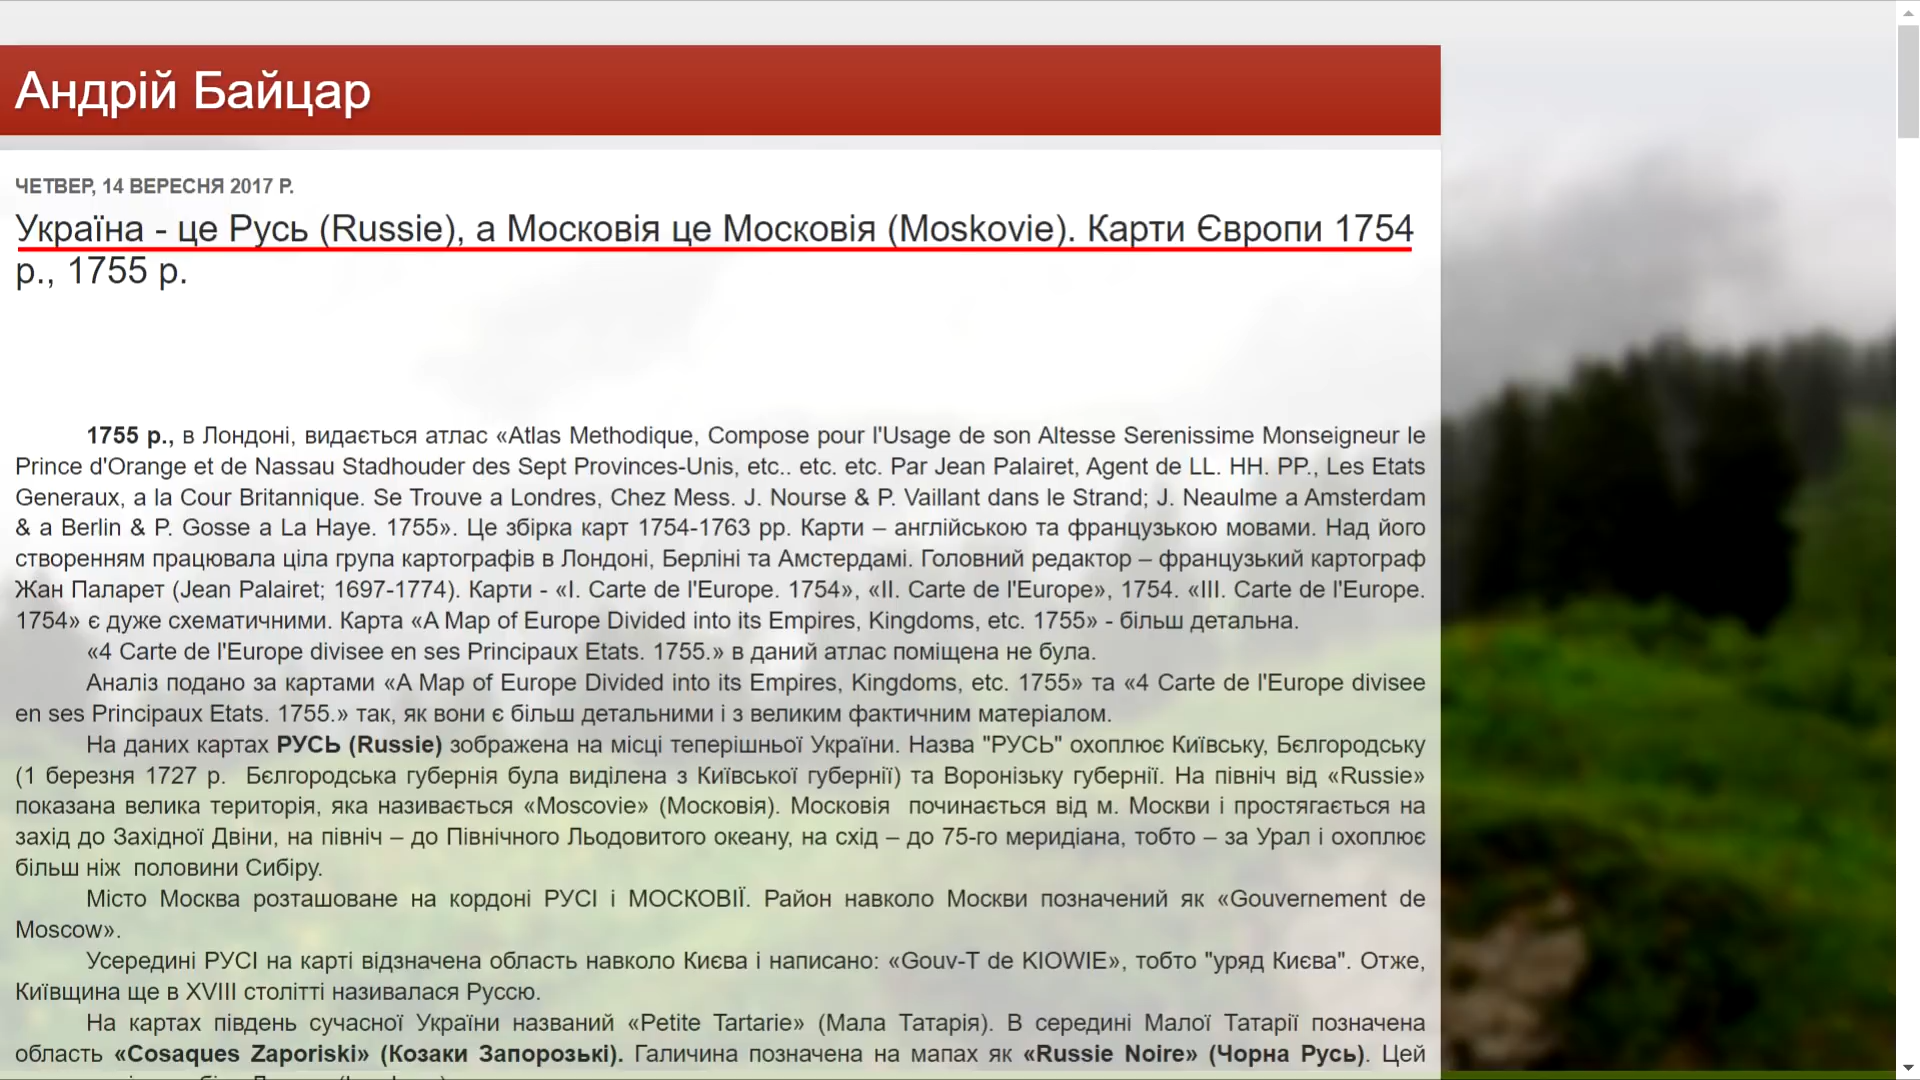 Андрій Байцар
ЧЕТВЕР, 14 ВЕРЕСНЯ 2017 Р.
Україна - це Русь (Russie), а Московія це Московія (Moskovie). Карти Європи 1754
р., 1755 р.
1755 р., в Лондоні, видається атлас «Atlas Methodique, Compose pour l'Usage de son Altesse Serenissime Monseigneur le
Prince d'Orange et de Nassau Stadhouder des Sept Provinces-Unis, etc.. etc. etc. Par Jean Palairet, Agent de LL. HH. PP., Les Etats
Generaux, a la Cour Britannique. Se Trouve a Londres, Chez Mess. J. Nourse & P. Vaillant dans le Strand; J. Neaulme a Amsterdam
& a Berlin & P. Gosse a La Haye. 1755». Це збірка карт 1754-1763 рр. Карти – англійською та французькою мовами. Над його
створенням працювала ціла група картографів в Лондоні, Берліні та Амстердамі. Головний редактор – французький картограф
Жан Паларет (Jean Palairet; 1697-1774). Карти - «I. Carte de l'Europe. 1754», «II. Carte de l'Europe», 1754. «III. Carte de l'Europe.
1754» є дуже схематичними. Карта «A Map of Europe Divided into its Empires, Kingdoms, etc. 1755» - більш детальна.
«4 Carte de l'Europe divisee en ses Principaux Etats. 1755.» в даний атлас поміщена не була.
Аналіз подано за картами «A Map of Europe Divided into its Empires, Kingdoms, etc. 1755» та «4 Carte de l'Europe divisee
en ses Principaux Etats. 1755.» так, як вони є більш детальними і з великим фактичним матеріалом.
На даних картах РУСЬ (Russie) зображена на місці теперішньої України. Назва "РУСЬ" охоплює Київську, Бєлгородську
(1 березня 1727 р. Бєлгородська губернія була виділена з Київської губернії) та Воронізьку губернії. На північ від «Russie»
показана велика територія, яка називається «Moscovie» (Московія). Московія починається від м. Москви і простягається на
захід до Західної Двіни, на північ – до Північного Льодовитого океану, на схід – до 75-го меридіана, тобто – за Урал і охоплює
більш ніж половини Сибіру.
Місто Москва розташоване на кордоні РУСІ і МОСКОВІЇ. Район навколо Москви позначений як «Gouvernement de
Moscow».
Усередині РУСІ на карті відзначена область навколо Києва і написано: «Gouv-T de KIOWIE», тобто "уряд Києва". Отже,
Київщина ще в XVIII столітті називалася Руссю.
На картах південь сучасної України названий «Petite Tartarie» (Мала Татарія). В середині Малої Татарії позначена
область «Cosaques Zaporiski» (Козаки Запорозькі). Галичина позначена на мапах як «Russie Noire» (Чорна Русь). Цей